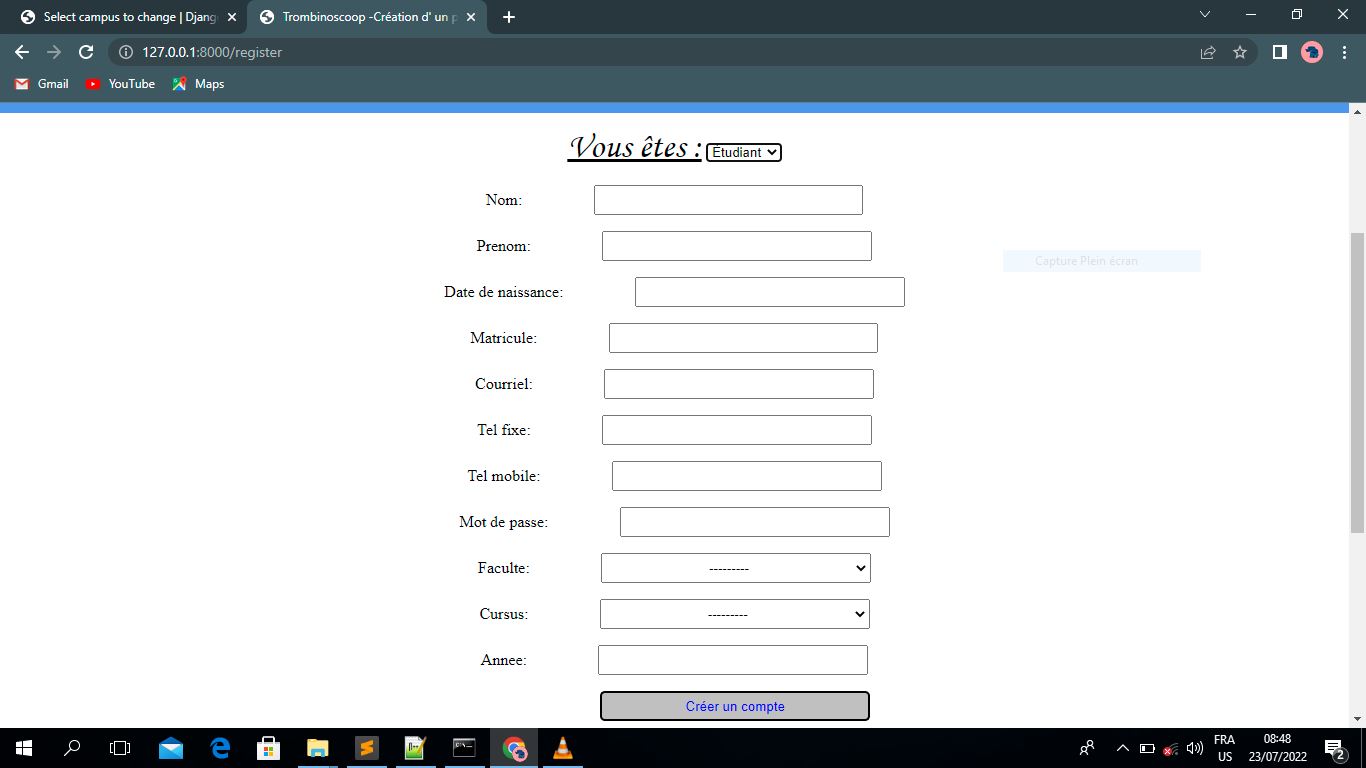 Select campus to change | Djang
Trombinoscoop -Création d' un p
127.0.0.1:8000/register
Gmail YouTube Maps
Vous êtes : Etudiant
Nom:
Prenom:
Capture Plein écran
Date de naissance:
Matricule:
Courriel:
Tel fixe:
Tel mobile:
Mot de passe:
Faculte: ---------
Cursus: ---------
Annee:
Créer un compte
FRA 08:48
US 23/07/2022 2